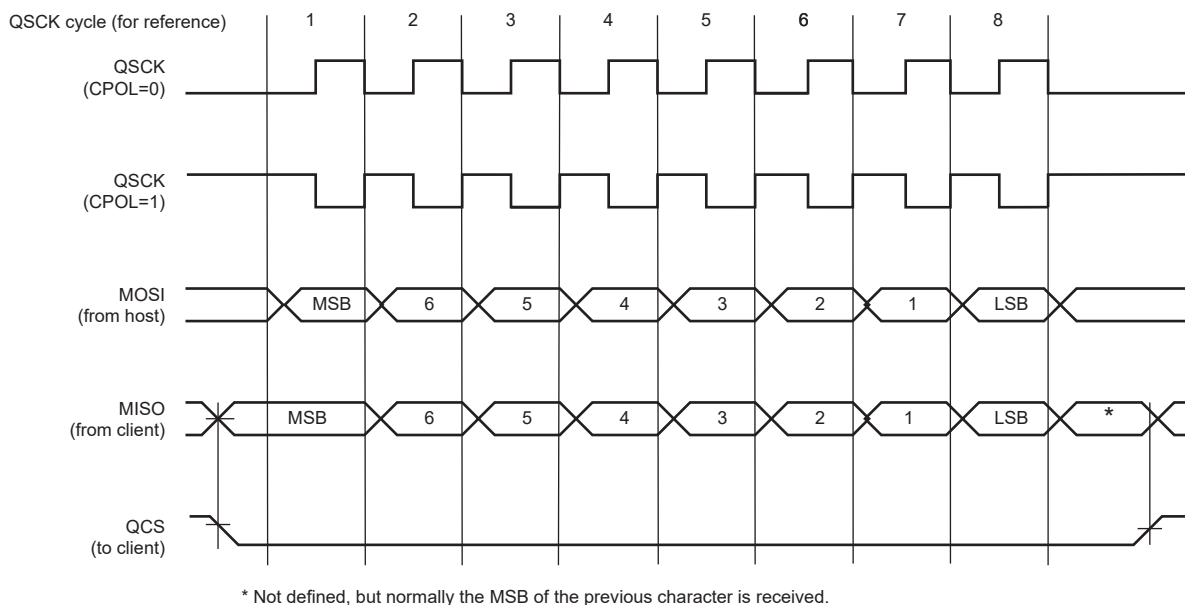 QSCK cycle (for reference) 1 2 3 4 5 6 7 8
QSCK
(CPOL=0)
QSCK
(CPOL=1)
MOSI
(from host)
MSB 6 5 4 3 2 1 LSB
MISO
(from client)
MSB 6 5 4 3 2 1 LSB *
QCS
(to client)
* Not defined, but normally the MSB of the previous character is received.